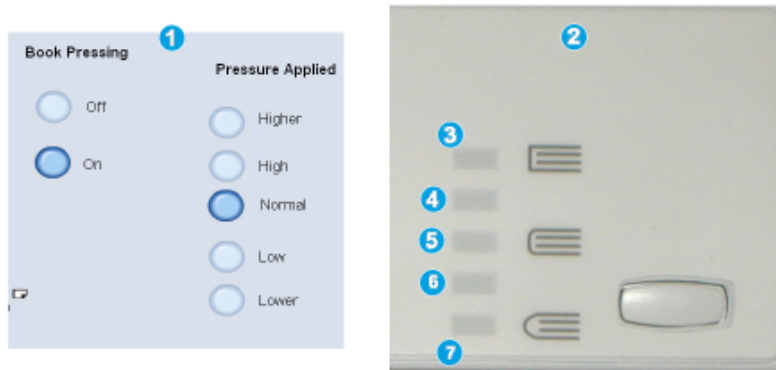 1
Book Pressing
Pressure Applied
Off
On
Higher
High
Normal
Low
Lower
2
3
4
5
6
7